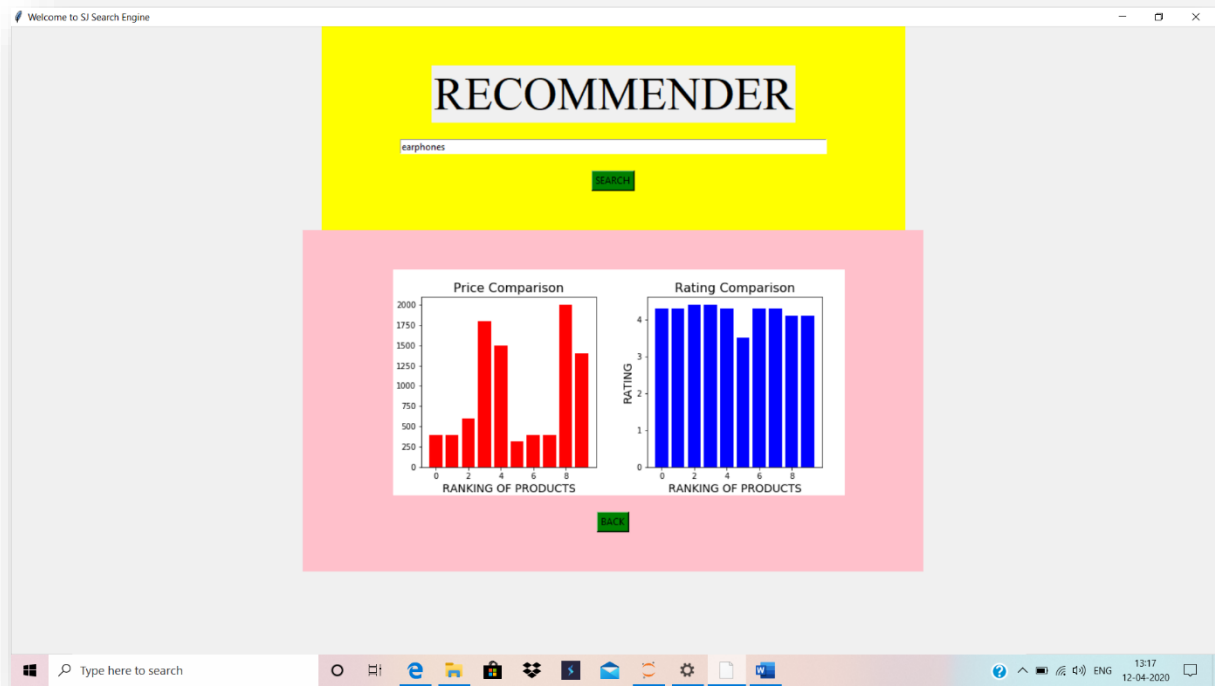 Welcome to SJ Search Engine
RECOMMENDER
earphones
SEARCH
Price Comparison
2000
1750
1500
1250
1000
750
500
250
0
0 2 4 6 8
RANKING OF PRODUCTS
Rating Comparison
RATING
4
3
2
1
0
0 2 4 6 8
RANKING OF PRODUCTS
BACK
Type here to search
ENG
13:17
12-04-2020